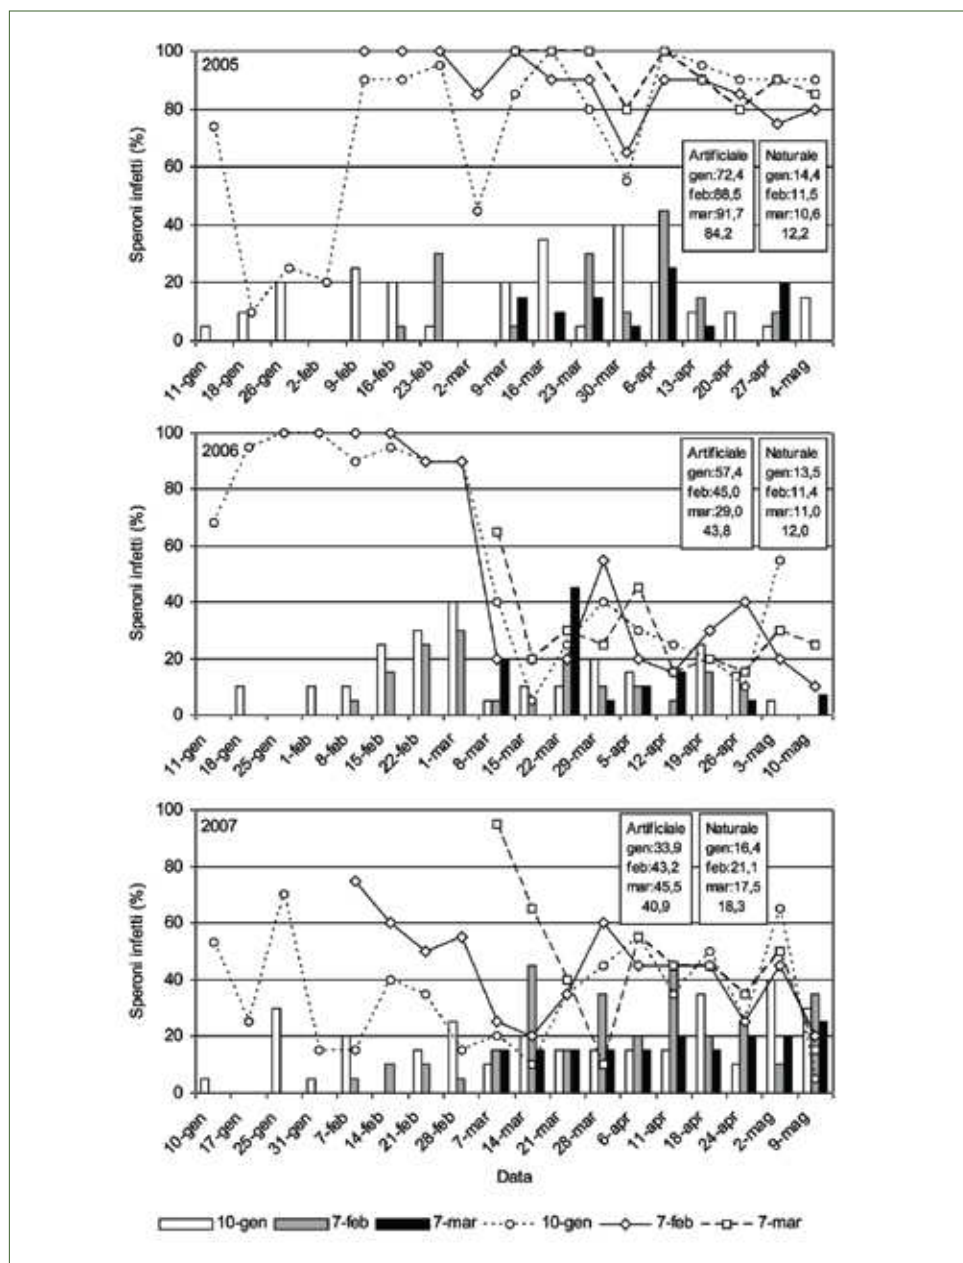 100
80
60
40
20
0
Speroni infetti (%)
2005
Artificiale
gen:72,4
feb:88,5
mar:91,7
84,2
Naturale
gen:14,4
feb:11,5
mar:10,6
12,2
11-gen
18-gen
26-gen
2-feb
9-feb
16-feb
23-feb
2-mar
9-mar
16-mar
23-mar
30-mar
6-apr
13-apr
20-apr
27-apr
4-mag
100
80
60
40
20
0
Speroni infetti (%)
2006
Artificiale
gen:57,4
feb:45,0
mar:29,0
43,8
Naturale
gen:13,5
feb:11,4
mar:11,0
12,0
11-gen
18-gen
25-gen
1-feb
8-feb
15-feb
22-feb
1-mar
8-mar
15-mar
22-mar
29-mar
5-apr
12-apr
19-apr
26-apr
3-mag
10-mag
100
80
60
40
20
0
Speroni infetti (%)
2007
Artificiale
gen:33,9
feb:43,2
mar:45,5
40,9
Naturale
gen:16,4
feb:21,1
mar:17,5
18,3
10-gen
17-gen
25-gen
31-gen
7-feb
14-feb
21-feb
28-feb
7-mar
14-mar
21-mar
28-mar
6-apr
11-apr
18-apr
24-apr
2-mag
9-mag
Data
10-gen 7-feb 7-mar 10-gen 7-feb 7-mar